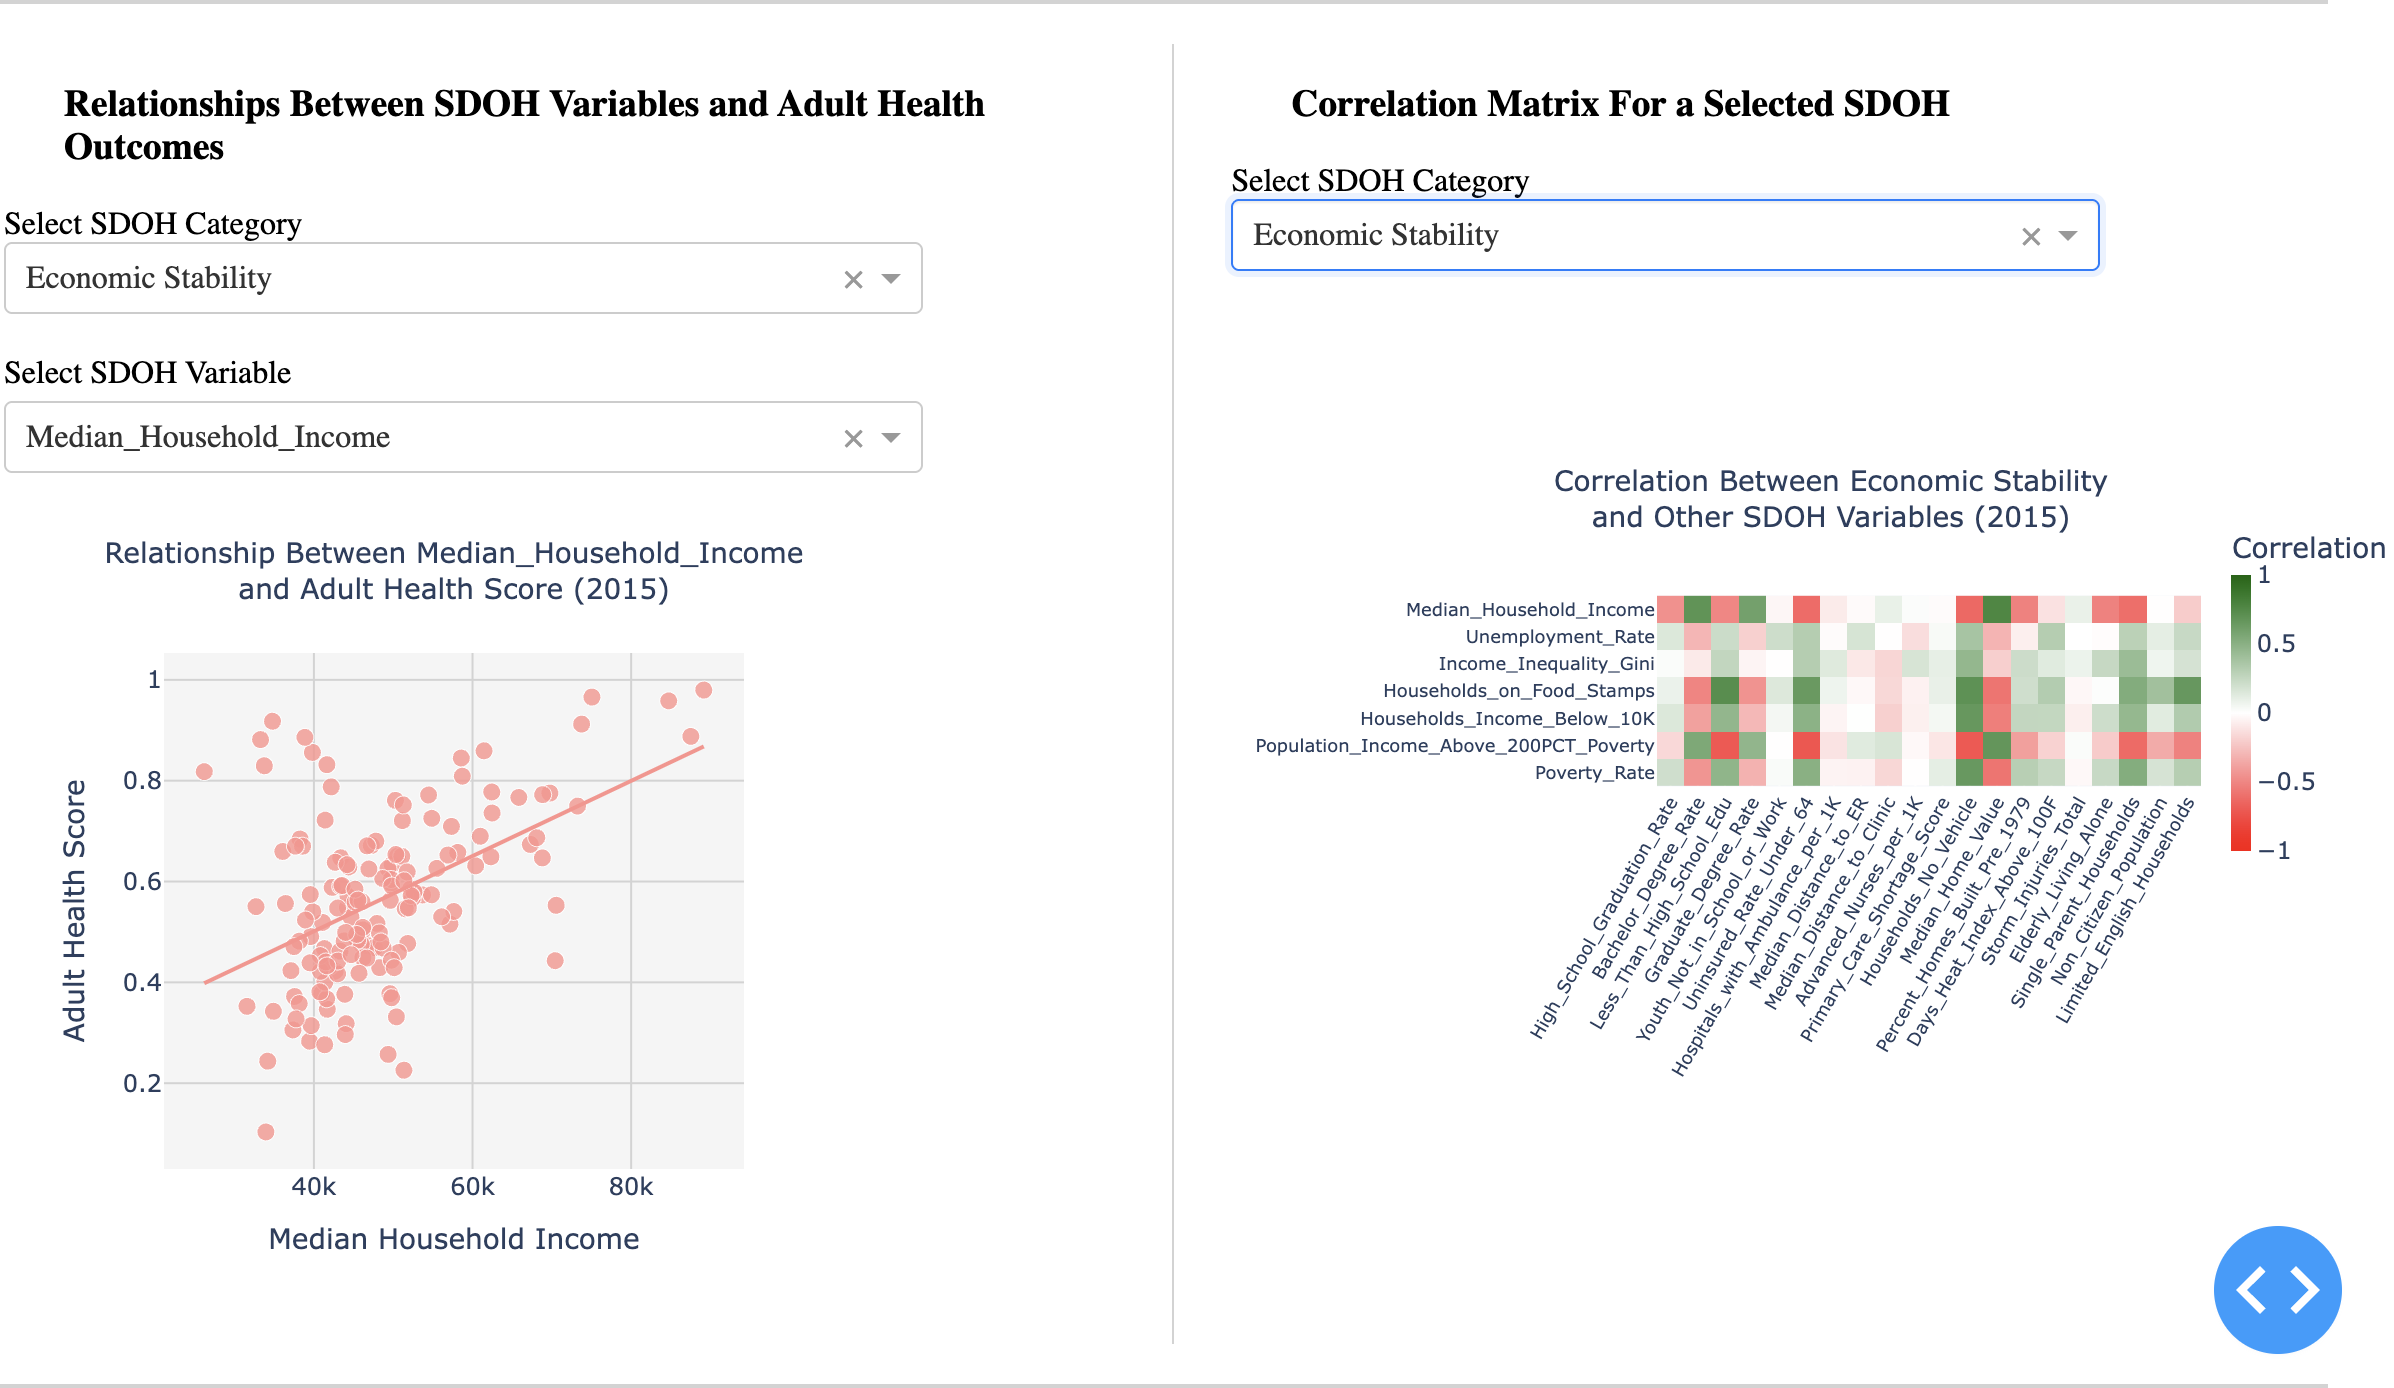 Relationships Between SDOH Variables and Adult Health
Outcomes
Select SDOH Category
Economic Stability
Select SDOH Variable
Median_Household_Income
Relationship Between Median_Household_Income
and Adult Health Score (2015)
Adult Health Score
1
0.8
0.6
0.4
0.2
40k
60k
80k
Median Household Income
Correlation Matrix For a Selected SDOH
Select SDOH Category
Economic Stability
Correlation Between Economic Stability
and Other SDOH Variables (2015)
Median_Household_Income
Unemployment_Rate
Income_Inequality_Gini
Households_on_Food_Stamps
Households_Income_Below_10K
Population_Income_Above_200PCT_Poverty
Poverty_Rate
High_School_Graduation_Rate
Bachelor_Degree_Rate
Less_Than_High_School_Edu
Graduate_Degree_Rate
Youth_Not_in_School_or_Work
Uninsured_Rate_Under_64
Hospitals_with_Ambulance_per_1K
Median_Distance_to_ER
Median_Distance_to_Clinic
Advanced_Nurses_per_1K
Primary_Care_Shortage_Score
Households_No_Vehicle
Median_Home_Value
Percent_Homes_Built_Pre_1979
Days_Heat_Index_Above_100F
Storm_Injuries_Total
Elderly_Living_Alone
Single_Parent_Households
Non_Citizen_Population
Limited_English_Households
Correlation
1
0.5
0
−0.5
−1